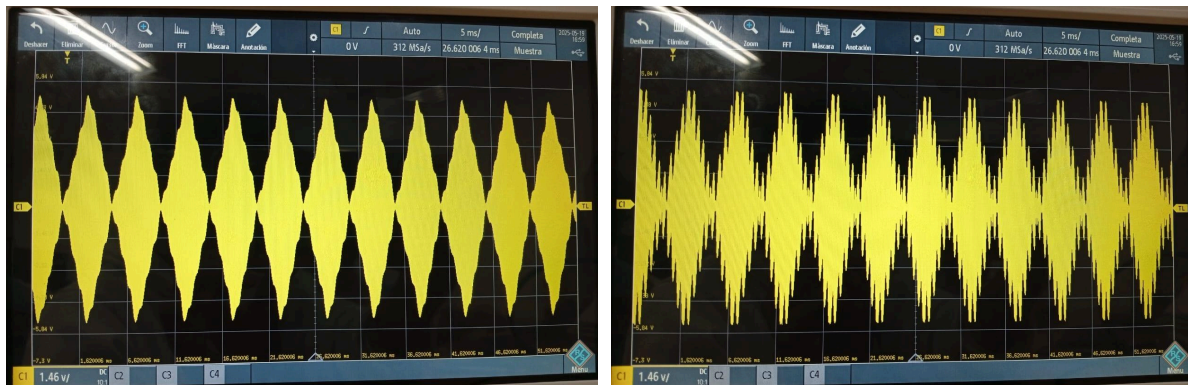 Deshacer Eliminar Zoom FFT Máscara Anotación C1 Auto 5 ms/ Completa 2025-05-19
0 V 312 MSa/s 26.620 006 4 ms Muestra 16:59
T
5,84 V
C1 TL
-5,84 V
-7,3 V 1,620006 ms 6,620006 ms 11,620006 ms 16,620006 ms 21,620006 ms 31,620006 ms 36,620006 ms 41,620006 ms 46,620006 ms 51,620006 ms
C1 1.46 V/ DC 10:1 C2 C3 C4 Menu
Deshacer Eliminar Zoom FFT Máscara Anotación C1 Auto 5 ms/ Completa 2025-05-19
0 V 312 MSa/s 26.620 006 4 ms Muestra 16:59
T
5,84 V
C1 TL
-5,84 V
-7,3 V 1,620006 ms 6,620006 ms 11,620006 ms 16,620006 ms 21,620006 ms 31,620006 ms 36,620006 ms 41,620006 ms 46,620006 ms 51,620006 ms
C1 1.46 V/ DC 10:1 C2 C3 C4 Menu